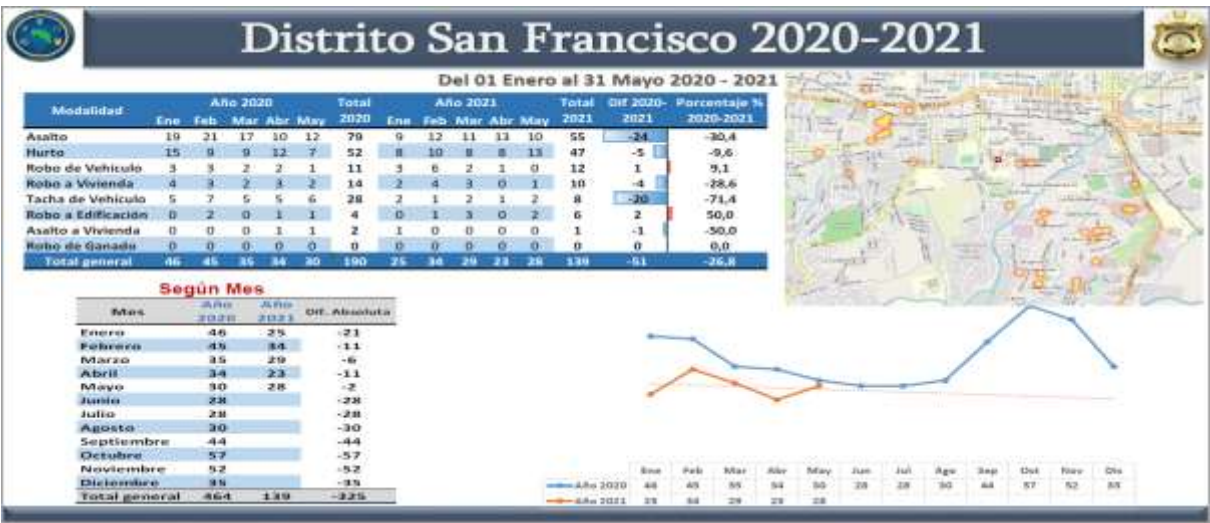 Distrito San Francisco 2020-2021
Del 01 Enero al 31 Mayo 2020 - 2021
Modalidad Año 2020 Total 2020 Año 2021 Total 2021 Dif 2020-2021 Porcentaje % 2020-2021
Ene Feb Mar Abr May Ene Feb Mar Abr May
Asalto 19 21 17 10 12 79 9 12 11 13 10 55 -24 -30,4
Hurto 15 9 9 12 7 52 8 10 8 8 13 47 -5 -9,6
Robo de Vehiculo 3 3 2 2 1 11 3 6 2 1 0 12 1 9,1
Robo a Vivienda 4 3 2 3 2 14 2 4 3 0 1 10 -4 -28,6
Tacha de Vehiculo 5 7 5 5 6 28 2 1 2 1 2 8 -20 -71,4
Robo a Edificación 0 2 0 1 1 4 0 1 3 0 2 6 2 50,0
Asalto a Vivienda 0 0 0 1 1 2 1 0 0 0 0 1 -1 -50,0
Robo de Ganado 0 0 0 0 0 0 0 0 0 0 0 0 0 0,0
Total general 46 45 35 34 30 190 25 34 29 23 28 139 -51 -26,8
Según Mes
Mes Año 2020 Año 2021 Dif. Absoluta
Enero 46 25 -21
Febrero 45 34 -11
Marzo 35 29 -6
Abril 34 23 -11
Mayo 30 28 -2
Junio 28 -28
Julio 28 -28
Agosto 30 -30
Septiembre 44 -44
Octubre 57 -57
Noviembre 52 -52
Diciembre 35 -35
Total general 464 139 -325
Ene Feb Mar Abr May Jun Jul Ago Sep Oct Nov Dic
Año 2020 46 45 35 34 30 28 28 30 44 57 52 35
Año 2021 25 34 29 23 28